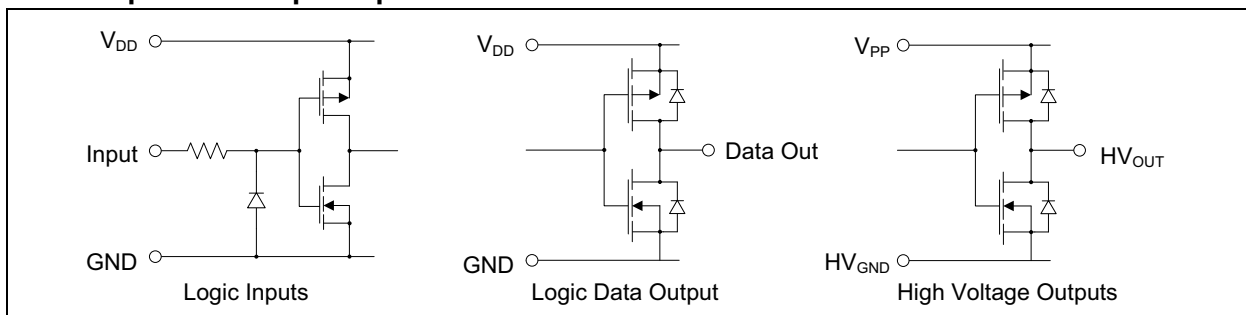 V_DD
Input
GND
Logic Inputs
V_DD
Data Out
GND
Logic Data Output
V_PP
HV_OUT
HV_GND
High Voltage Outputs